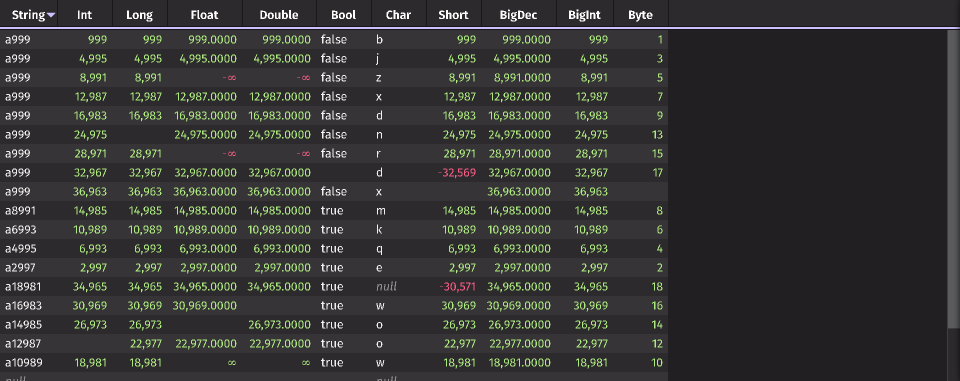 String Int Long Float Double Bool Char Short BigDec BigInt Byte
a999 999 999 999.0000 999.0000 false b 999 999.0000 999 1
a999 4,995 4,995 4,995.0000 4,995.0000 false j 4,995 4,995.0000 4,995 3
a999 8,991 8,991 -∞ -∞ false z 8,991 8,991.0000 8,991 5
a999 12,987 12,987 12,987.0000 12,987.0000 false x 12,987 12,987.0000 12,987 7
a999 16,983 16,983 16,983.0000 16,983.0000 false d 16,983 16,983.0000 16,983 9
a999 24,975 24,975.0000 24,975.0000 false n 24,975 24,975.0000 24,975 13
a999 28,971 28,971 -∞ -∞ false r 28,971 28,971.0000 28,971 15
a999 32,967 32,967 32,967.0000 32,967.0000 d -32,569 32,967.0000 32,967 17
a999 36,963 36,963 36,963.0000 36,963.0000 false x 36,963.0000 36,963
a8991 14,985 14,985 14,985.0000 14,985.0000 true m 14,985 14,985.0000 14,985 8
a6993 10,989 10,989 10,989.0000 10,989.0000 true k 10,989 10,989.0000 10,989 6
a4995 6,993 6,993 6,993.0000 6,993.0000 true q 6,993 6,993.0000 6,993 4
a2997 2,997 2,997 2,997.0000 2,997.0000 true e 2,997 2,997.0000 2,997 2
a18981 34,965 34,965 34,965.0000 34,965.0000 true null -30,571 34,965.0000 34,965 18
a16983 30,969 30,969 30,969.0000 true w 30,969 30,969.0000 30,969 16
a14985 26,973 26,973 26,973.0000 true o 26,973 26,973.0000 26,973 14
a12987 22,977 22,977.0000 22,977.0000 true o 22,977 22,977.0000 22,977 12
a10989 18,981 18,981 ∞ ∞ true w 18,981 18,981.0000 18,981 10
null null